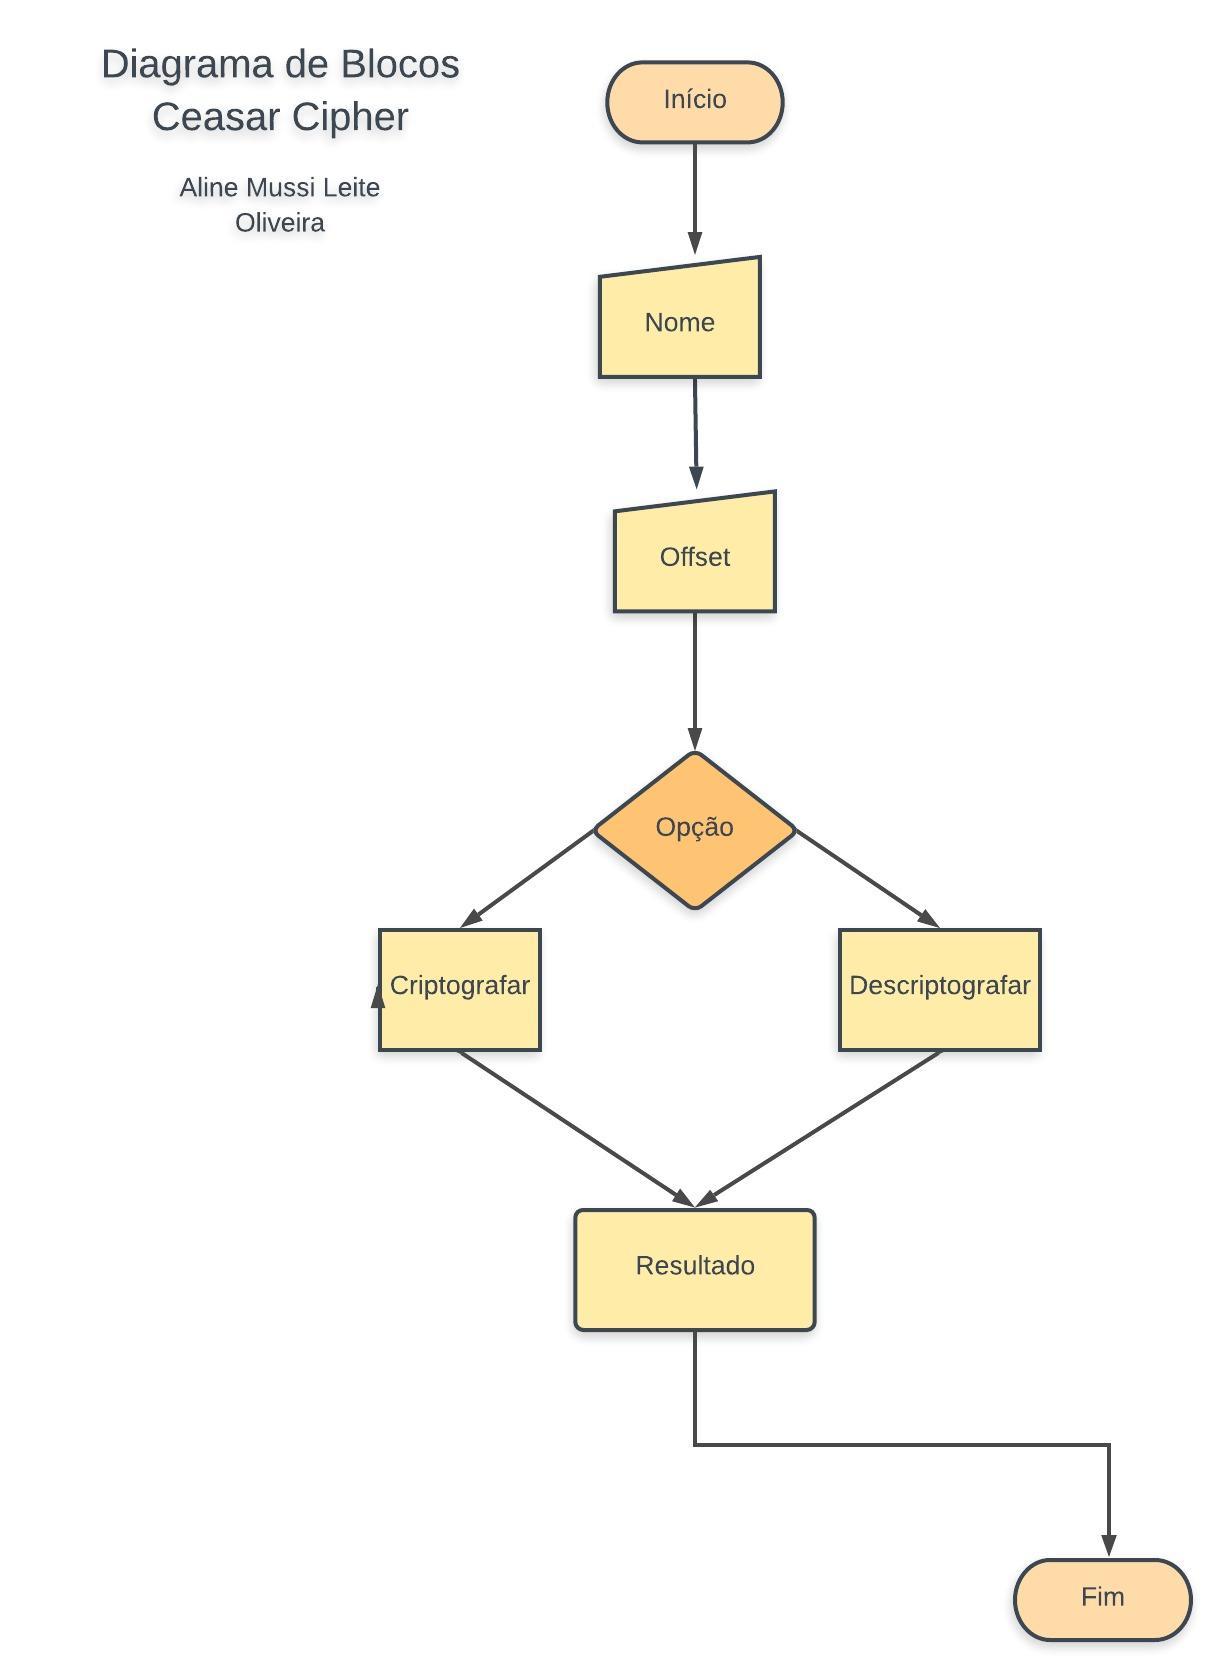 Diagrama de Blocos
Ceasar Cipher
Aline Mussi Leite
Oliveira
Início
Nome
Offset
Opção
Criptografar
Descriptografar
Resultado
Fim